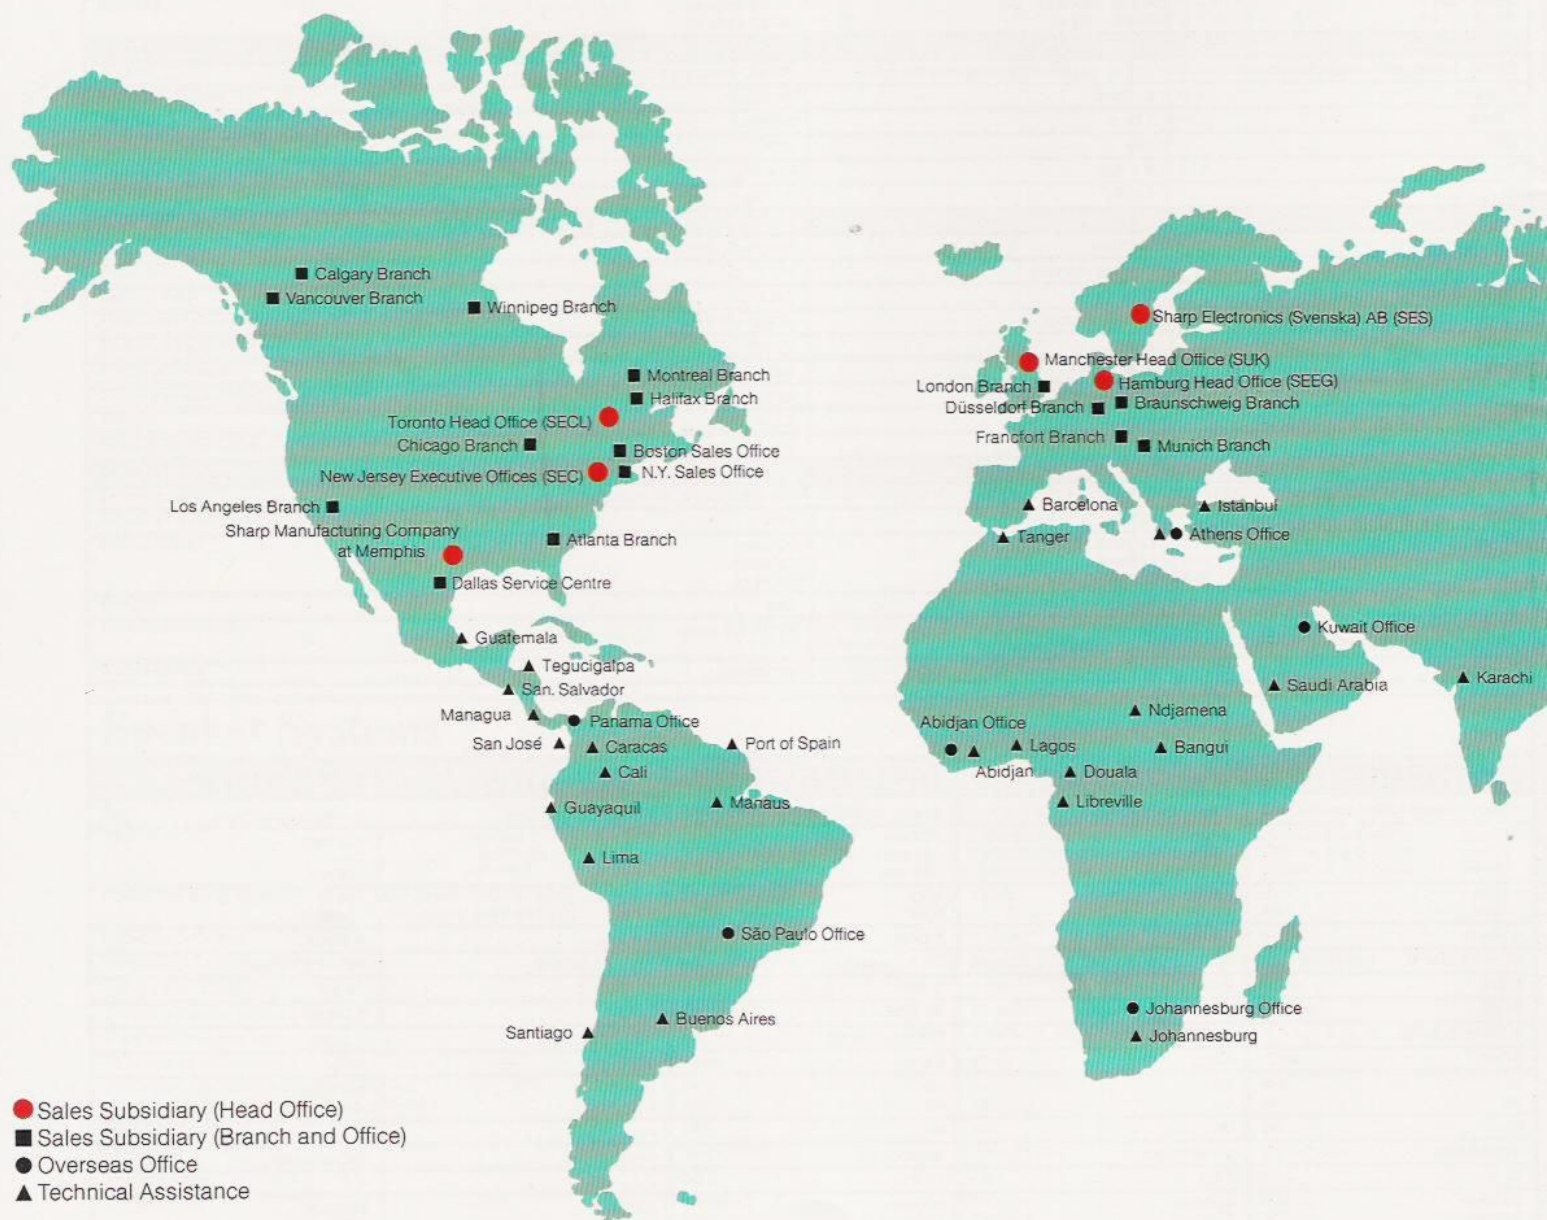 Calgary Branch
Vancouver Branch
Winnipeg Branch
Montreal Branch
Halifax Branch
Toronto Head Office (SECL)
Chicago Branch
Boston Sales Office
New Jersey Executive Offices (SEC)
N.Y. Sales Office
Los Angeles Branch
Sharp Manufacturing Company
at Memphis
Atlanta Branch
Dallas Service Centre
Guatemala
Tegucigalpa
San. Salvador
Managua
Panama Office
San José
Caracas
Port of Spain
Cali
Guayaquil
Manaus
Lima
São Paulo Office
Buenos Aires
Santiago
Sharp Electronics (Svenska) AB (SES)
Manchester Head Office (SUK)
Hamburg Head Office (SEEG)
London Branch
Düsseldorf Branch
Braunschweig Branch
Francfort Branch
Munich Branch
Barcelona
Istanbul
Tanger
Athens Office
Kuwait Office
Saudi Arabia
Karachi
Ndjamena
Abidjan Office
Lagos
Bangui
Abidjan
Douala
Libreville
Johannesburg Office
Johannesburg
Sales Subsidiary (Head Office)
Sales Subsidiary (Branch and Office)
Overseas Office
Technical Assistance